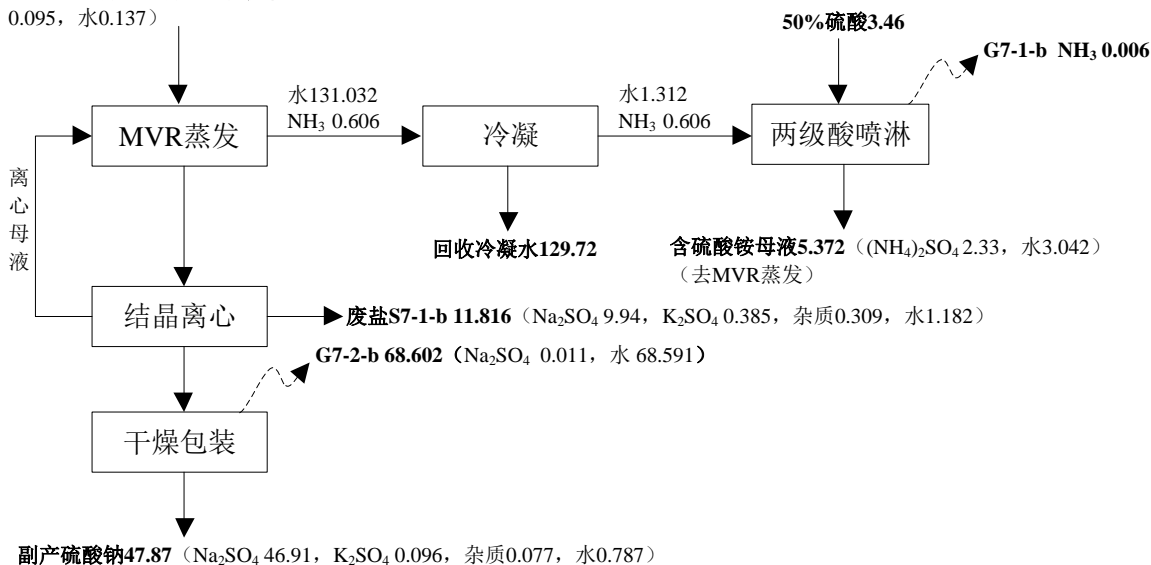 0.095，水0.137）
50%硫酸3.46
G7-1-b NH₃ 0.006
水131.032
NH₃ 0.606
水1.312
NH₃ 0.606
MVR蒸发
冷凝
两级酸喷淋
离心母液
回收冷凝水129.72
含硫酸铵母液5.372（(NH₄)₂SO₄ 2.33，水3.042）
（去MVR蒸发）
结晶离心
废盐S7-1-b 11.816（Na₂SO₄ 9.94，K₂SO₄ 0.385，杂质0.309，水1.182）
G7-2-b 68.602（Na₂SO₄ 0.011，水 68.591）
干燥包装
副产硫酸钠47.87（Na₂SO₄ 46.91，K₂SO₄ 0.096，杂质0.077，水0.787）